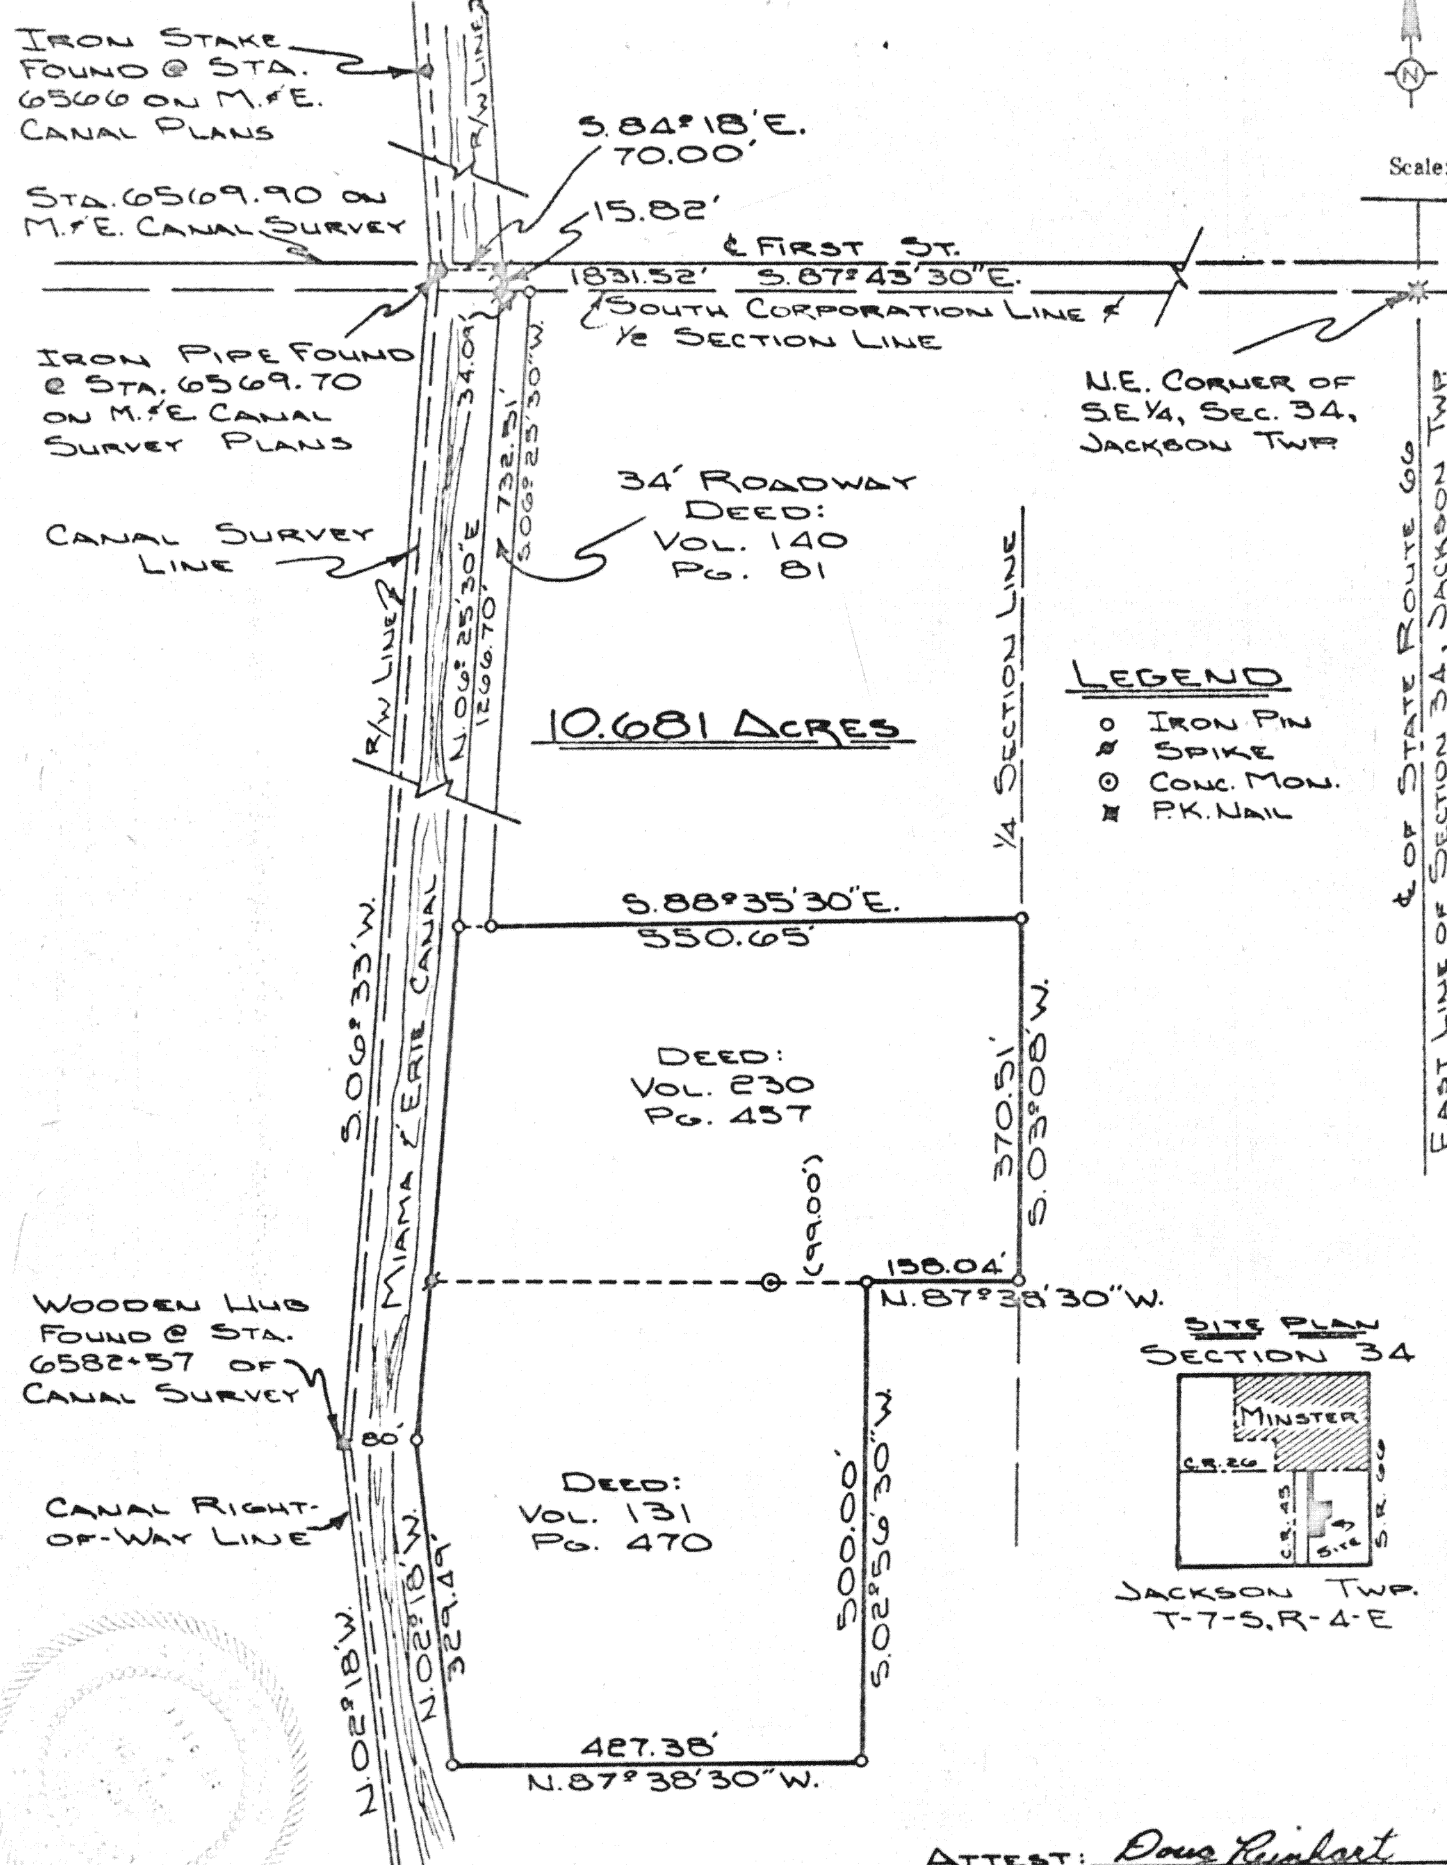 IRON STAKE
FOUND @ STA.
6566 ON M.&E.
CANAL PLANS
R/W LINE
S.84°18'E.
70.00'
N
Scale:
STA.6569.90 ON
M.&E. CANAL SURVEY
15.82'
℄ FIRST ST.
1831.52' S.87°43'30"E.
SOUTH CORPORATION LINE &
1/2 SECTION LINE
IRON PIPE FOUND
@ STA. 6569.70
ON M.&E. CANAL
SURVEY PLANS
34.09'
732.51'
S.06°25'30"W.
N.E. CORNER OF
S.E 1/4, SEC. 34,
JACKSON TWP.
34' ROADWAY
DEED:
VOL. 140
PG. 81
CANAL SURVEY
LINE
R/W LINE
N.06°25'30"E
1266.70'
1/4 SECTION LINE
℄ OF STATE ROUTE 66
EAST LINE OF SECTION 34, JACKSON TWP.
LEGEND
IRON PIN
SPIKE
CONC. MON.
P.K. NAIL
10.681 ACRES
S.88°35'30"E.
550.65'
S.06°33'W.
MIAMA & ERIE CANAL
DEED:
VOL. 230
PG. 457
370.51'
S.03°08'W.
(99.00')
158.04'
N.87°38'30"W.
WOODEN HUB
FOUND @ STA.
6582+57 OF
CANAL SURVEY
80'
SITE PLAN
SECTION 34
MINSTER
C.R. 26
C.R. 45
SITE
S.R. 66
JACKSON TWP.
T-7-S, R-4-E
CANAL RIGHT-
OF-WAY LINE
DEED:
VOL. 131
PG. 470
500.00'
S.02°56'30"W.
N.02°18'W.
N.02°18'W.
329.49'
427.38'
N.87°38'30"W.
ATTEST: Doug Reinhart